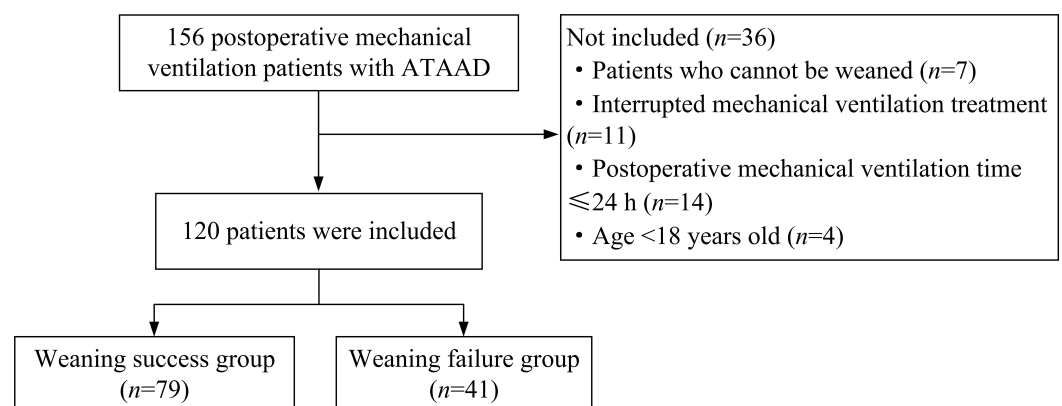 156 postoperative mechanical
ventilation patients with ATAAD
Not included (n=36)
・Patients who cannot be weaned (n=7)
・Interrupted mechanical ventilation treatment
(n=11)
・Postoperative mechanical ventilation time
⩽24 h (n=14)
・Age <18 years old (n=4)
120 patients were included
Weaning success group
(n=79)
Weaning failure group
(n=41)